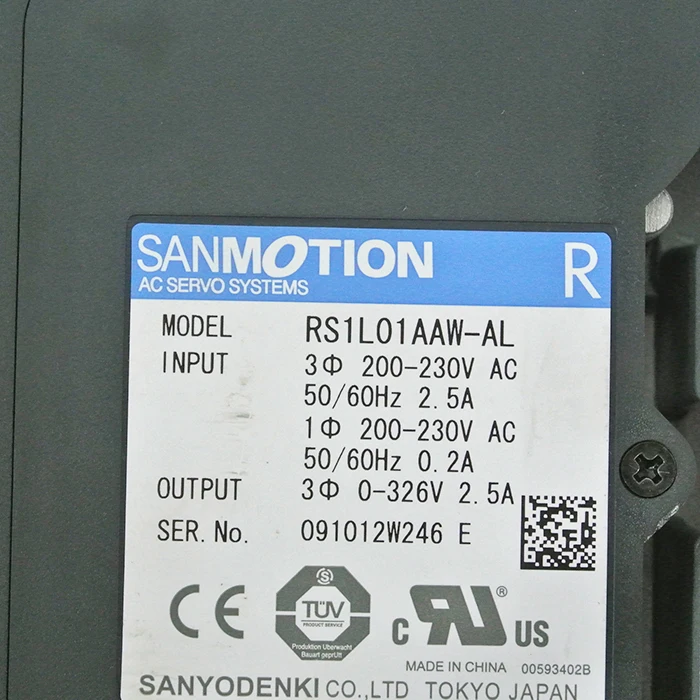 SANMOTION R
AC SERVO SYSTEMS
MODEL RS1L01AAW-AL
INPUT 3Φ 200-230V AC
50/60Hz 2.5A
1Φ 200-230V AC
50/60Hz 0.2A
OUTPUT 3Φ 0-326V 2.5A
SER. No. 091012W246 E
CE
TÜV
PRODUCT SERVICE
Produktion Überwacht
Bauart geprüft!
c RU ® US
MADE IN CHINA 00593402B
SANYODENKI CO.,LTD TOKYO JAPAN